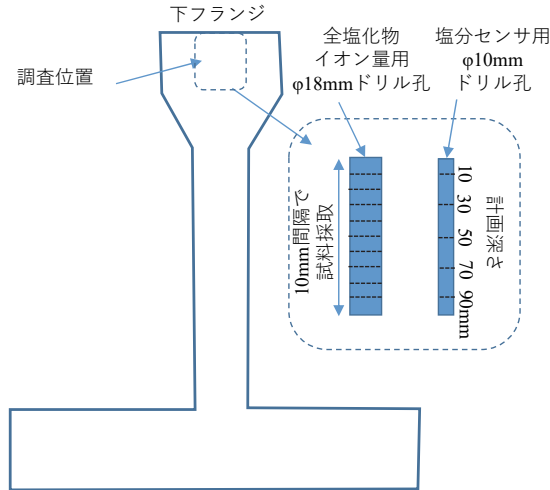 下フランジ
調査位置
全塩化物
イオン量用
φ18mmドリル孔
塩分センサ用
φ10mm
ドリル孔
10mm間隔で
試料採取
10
30
50
70
90mm
計画深さ